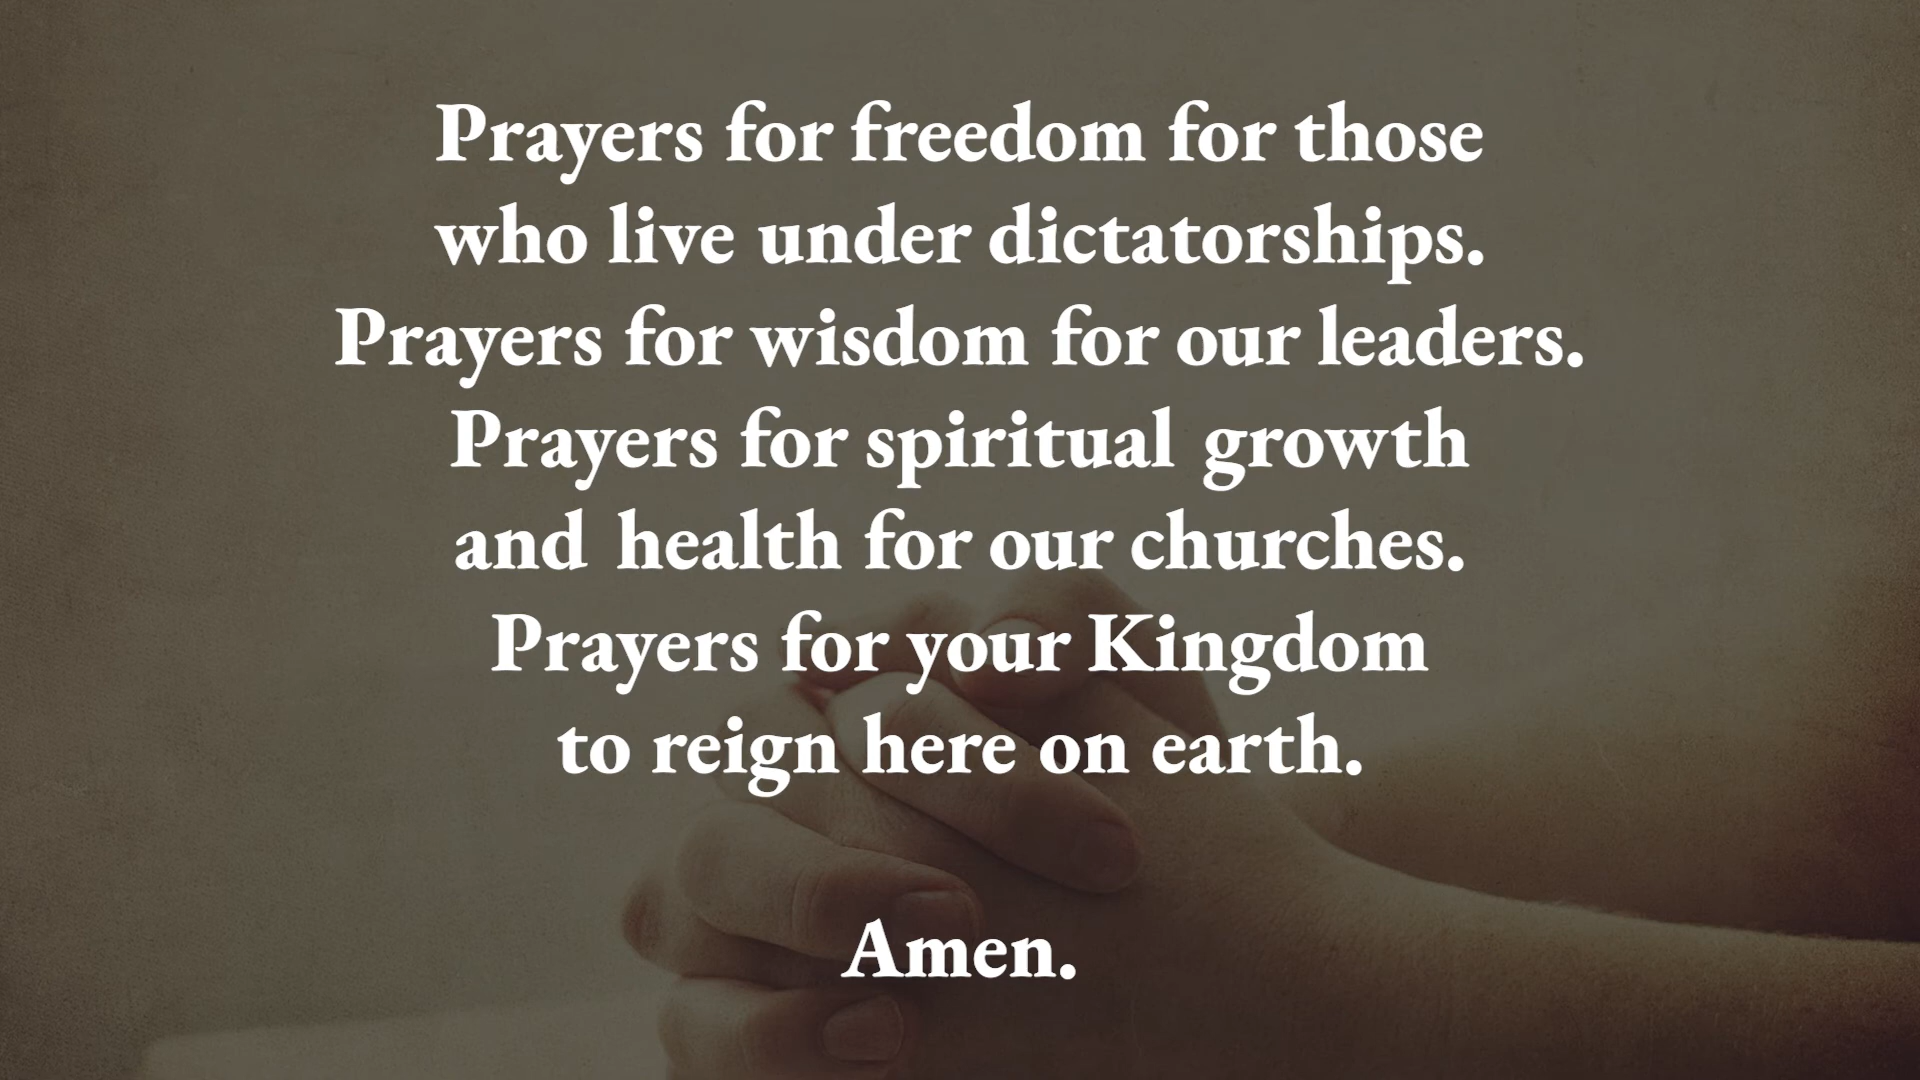 Prayers for freedom for those
who live under dictatorships.
Prayers for wisdom for our leaders.
Prayers for spiritual growth
and health for our churches.
Prayers for your Kingdom
to reign here on earth.
Amen.